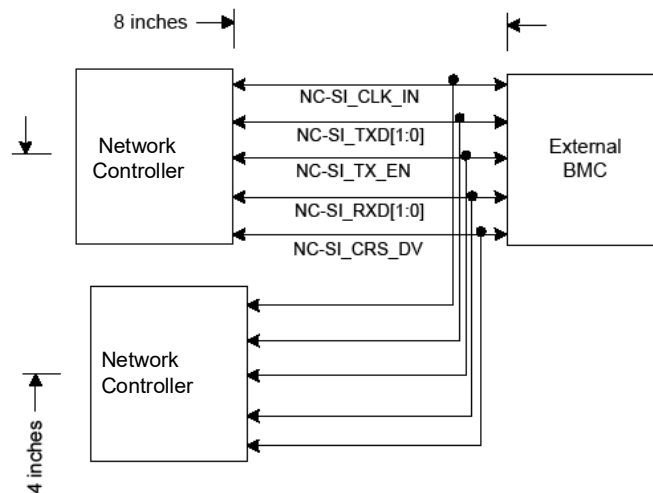 8 inches
NC-SI_CLK_IN
NC-SI_TXD[1:0]
NC-SI_TX_EN
NC-SI_RXD[1:0]
NC-SI_CRS_DV
Network
Controller
External
BMC
Network
Controller
4 inches